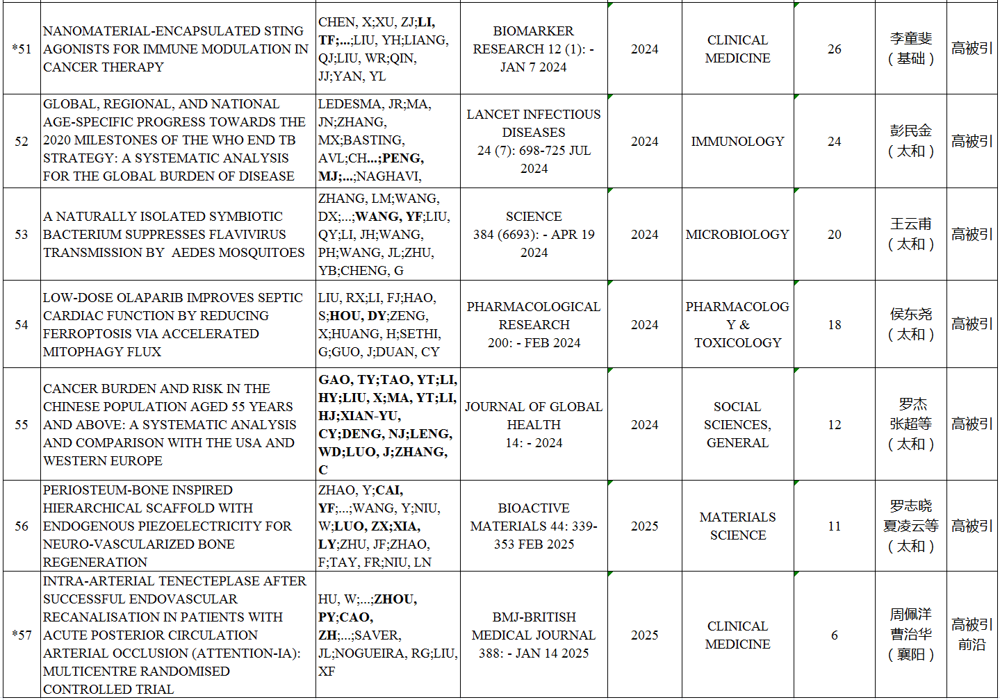 *51
NANOMATERIAL-ENCAPSULATED STING
AGONISTS FOR IMMUNE MODULATION IN
CANCER THERAPY
CHEN, X;XU, ZJ;LI,
TF;...;LIU, YH;LIANG,
QJ;LIU, WR;QIN,
JJ;YAN, YL
BIOMARKER
RESEARCH 12 (1): -
JAN 7 2024
2024
CLINICAL
MEDICINE
26
李童斐
（基础）
高被引
52
GLOBAL, REGIONAL, AND NATIONAL
AGE-SPECIFIC PROGRESS TOWARDS THE
2020 MILESTONES OF THE WHO END TB
STRATEGY: A SYSTEMATIC ANALYSIS
FOR THE GLOBAL BURDEN OF DISEASE
LEDESMA, JR;MA,
JN;ZHANG,
MX;BASTING,
AVL;CH...;PENG,
MJ;...;NAGHAVI,
LANCET INFECTIOUS
DISEASES
24 (7): 698-725 JUL
2024
2024
IMMUNOLOGY
24
彭民金
（太和）
高被引
53
A NATURALLY ISOLATED SYMBIOTIC
BACTERIUM SUPPRESSES FLAVIVIRUS
TRANSMISSION BY  AEDES MOSQUITOES
ZHANG, LM;WANG,
DX;...;WANG, YF;LIU,
QY;LI, JH;WANG,
PH;WANG, JL;ZHU,
YB;CHENG, G
SCIENCE
384 (6693): - APR 19
2024
2024
MICROBIOLOGY
20
王云甫
（太和）
高被引
54
LOW-DOSE OLAPARIB IMPROVES SEPTIC
CARDIAC FUNCTION BY REDUCING
FERROPTOSIS VIA ACCELERATED
MITOPHAGY FLUX
LIU, RX;LI, FJ;HAO,
S;HOU, DY;ZENG,
X;HUANG, H;SETHI,
G;GUO, J;DUAN, CY
PHARMACOLOGICAL
RESEARCH
200: - FEB 2024
2024
PHARMACOLOG
Y &
TOXICOLOGY
18
侯东尧
（太和）
高被引
55
CANCER BURDEN AND RISK IN THE
CHINESE POPULATION AGED 55 YEARS
AND ABOVE: A SYSTEMATIC ANALYSIS
AND COMPARISON WITH THE USA AND
WESTERN EUROPE
GAO, TY;TAO, YT;LI,
HY;LIU, X;MA, YT;LI,
HJ;XIAN-YU,
CY;DENG, NJ;LENG,
WD;LUO, J;ZHANG,
C
JOURNAL OF GLOBAL
HEALTH
14: - 2024
2024
SOCIAL
SCIENCES,
GENERAL
12
罗杰
张超等
（太和）
高被引
56
PERIOSTEUM-BONE INSPIRED
HIERARCHICAL SCAFFOLD WITH
ENDOGENOUS PIEZOELECTRICITY FOR
NEURO-VASCULARIZED BONE
REGENERATION
ZHAO, Y;CAI,
YF;...;WANG, Y;NIU,
W;LUO, ZX;XIA,
LY;ZHU, JF;ZHAO,
F;TAY, FR;NIU, LN
BIOACTIVE
MATERIALS 44: 339-
353 FEB 2025
2025
MATERIALS
SCIENCE
11
罗志晓
夏凌云等
（太和）
高被引
*57
INTRA-ARTERIAL TENECTEPLASE AFTER
SUCCESSFUL ENDOVASCULAR
RECANALISATION IN PATIENTS WITH
ACUTE POSTERIOR CIRCULATION
ARTERIAL OCCLUSION (ATTENTION-IA):
MULTICENTRE RANDOMISED
CONTROLLED TRIAL
HU, W;...;ZHOU,
PY;CAO,
ZH;...;SAVER,
JL;NOGUEIRA, RG;LIU,
XF
BMJ-BRITISH
MEDICAL JOURNAL
388: - JAN 14 2025
2025
CLINICAL
MEDICINE
6
周佩洋
曹治华
（襄阳）
高被引
前沿